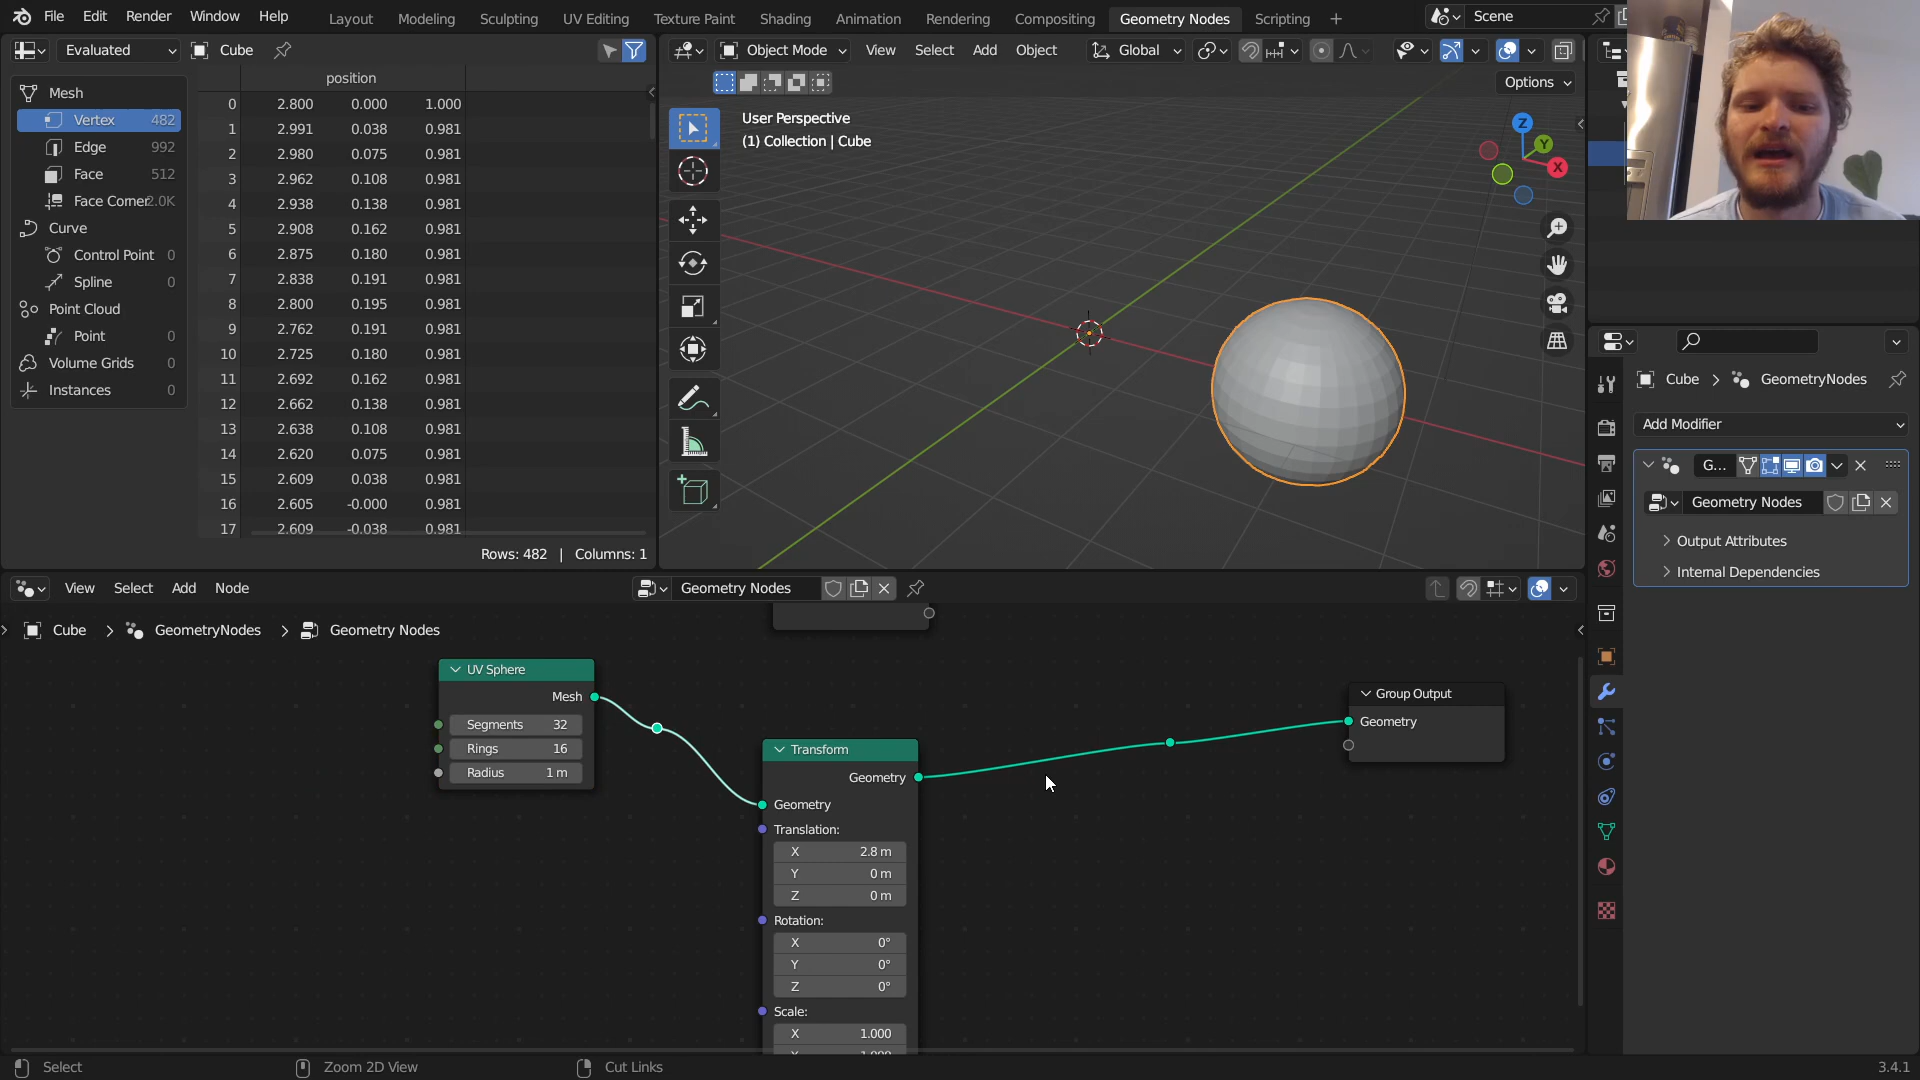 File Edit Render Window Help
Layout Modeling Sculpting UV Editing Texture Paint Shading Animation Rendering Compositing Geometry Nodes Scripting +
Scene
Evaluated Cube
Object Mode View Select Add Object Global
Options
position
Mesh
Vertex 482
Edge 992
Face 512
Face Corner 2.0K
Curve
Control Point 0
Spline 0
Point Cloud
Point 0
Volume Grids 0
Instances 0
0 2.800 0.000 1.000
1 2.991 0.038 0.981
2 2.980 0.075 0.981
3 2.962 0.108 0.981
4 2.938 0.138 0.981
5 2.908 0.162 0.981
6 2.875 0.180 0.981
7 2.838 0.191 0.981
8 2.800 0.195 0.981
9 2.762 0.191 0.981
10 2.725 0.180 0.981
11 2.692 0.162 0.981
12 2.662 0.138 0.981
13 2.638 0.108 0.981
14 2.620 0.075 0.981
15 2.609 0.038 0.981
16 2.605 -0.000 0.981
17 2.609 -0.038 0.981
Rows: 482 | Columns: 1
User Perspective
(1) Collection | Cube
Z
Y
X
Cube > GeometryNodes
Add Modifier
G...
Geometry Nodes
Output Attributes
Internal Dependencies
View Select Add Node
Geometry Nodes
Cube > GeometryNodes > Geometry Nodes
UV Sphere
Mesh
Segments 32
Rings 16
Radius 1 m
Transform
Geometry
Geometry
Translation:
X 2.8 m
Y 0 m
Z 0 m
Rotation:
X 0°
Y 0°
Z 0°
Scale:
X 1.000
Group Output
Geometry
Select
Zoom 2D View
Cut Links
3.4.1